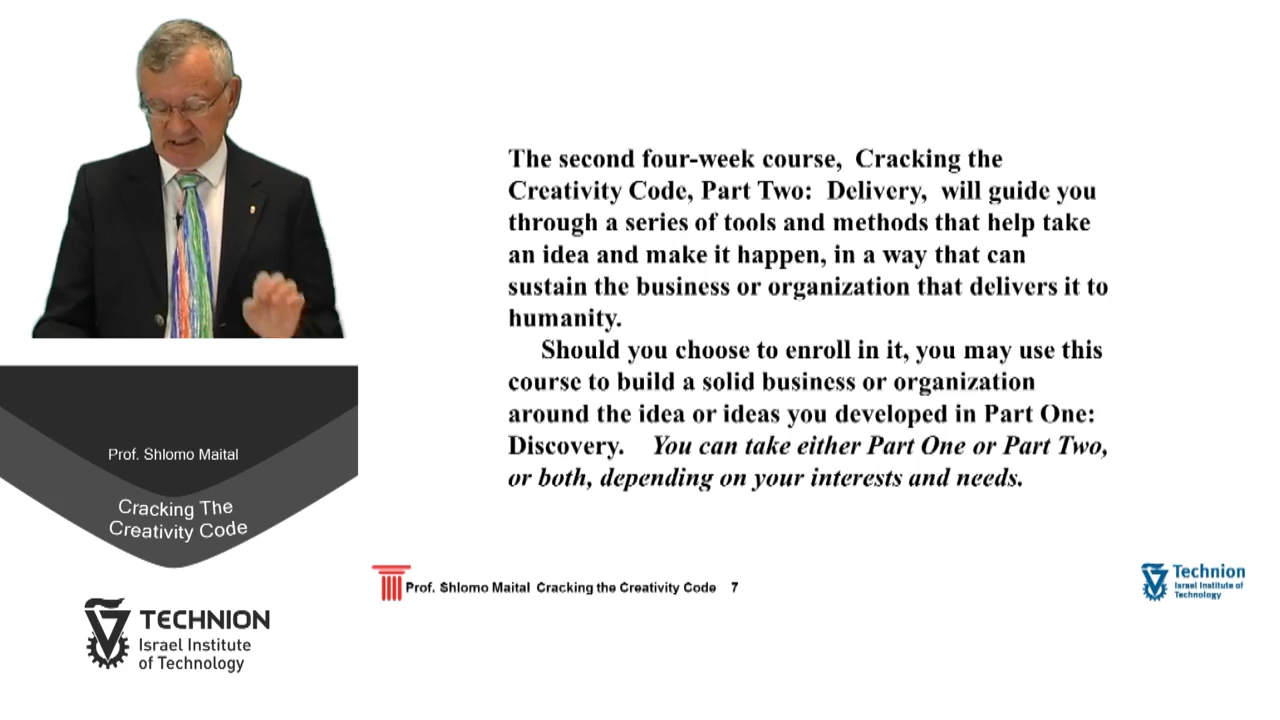 The second four-week course, Cracking the
Creativity Code, Part Two: Delivery, will guide you
through a series of tools and methods that help take
an idea and make it happen, in a way that can
sustain the business or organization that delivers it to
humanity.
Should you choose to enroll in it, you may use this
course to build a solid business or organization
around the idea or ideas you developed in Part One:
Discovery. You can take either Part One or Part Two,
or both, depending on your interests and needs.
Prof. Shlomo Maital
Cracking The
Creativity Code
TECHNION
Israel Institute
of Technology
Prof. Shlomo Maital Cracking the Creativity Code 7
Technion
Israel Institute of
Technology